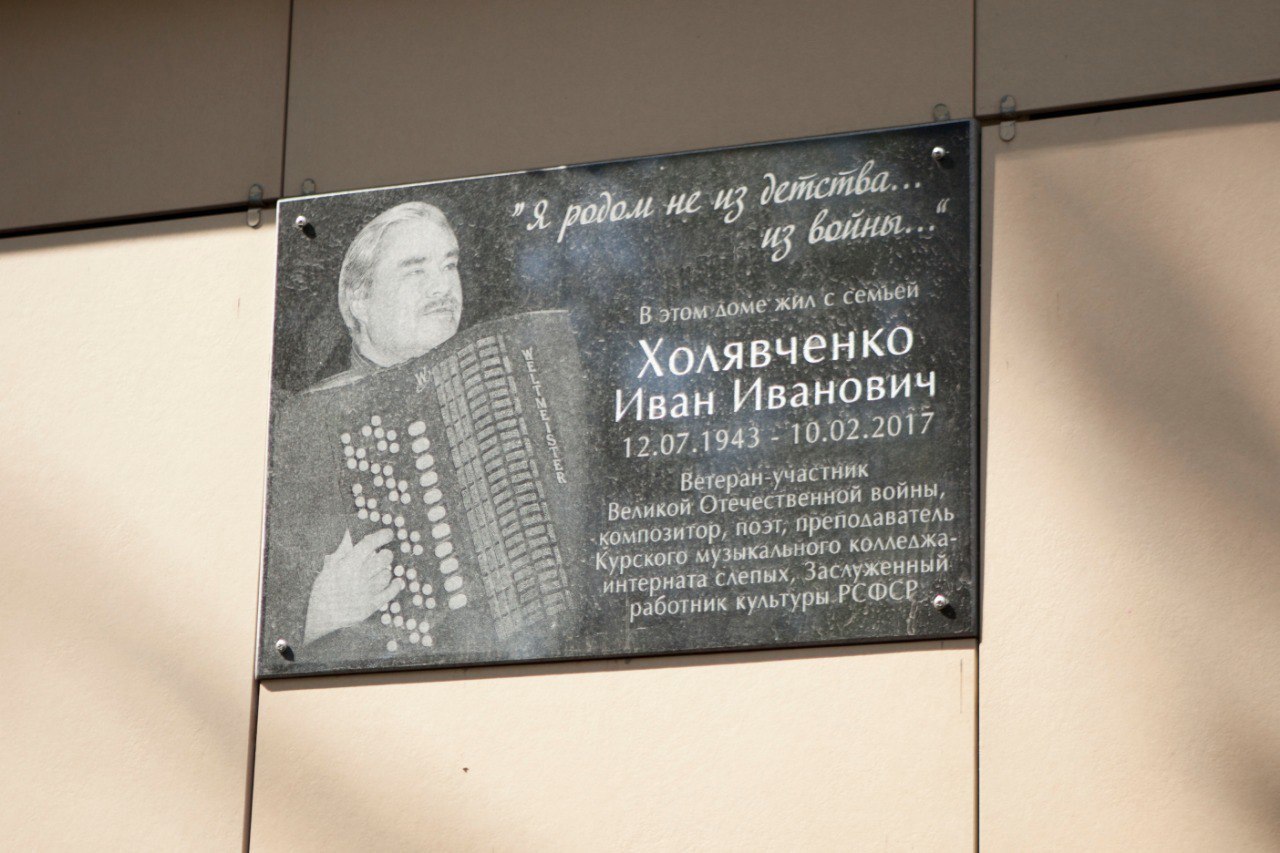 "Я родом не из детства...
из войны..."
В этом доме жил с семьей
Холявченко
Иван Иванович
12.07.1943 - 10.02.2017
Ветеран-участник
Великой Отечественной войны,
композитор, поэт, преподаватель
Курского музыкального колледжа-
интерната слепых, Заслуженный
работник культуры РСФСР
W
WELTMEISTER